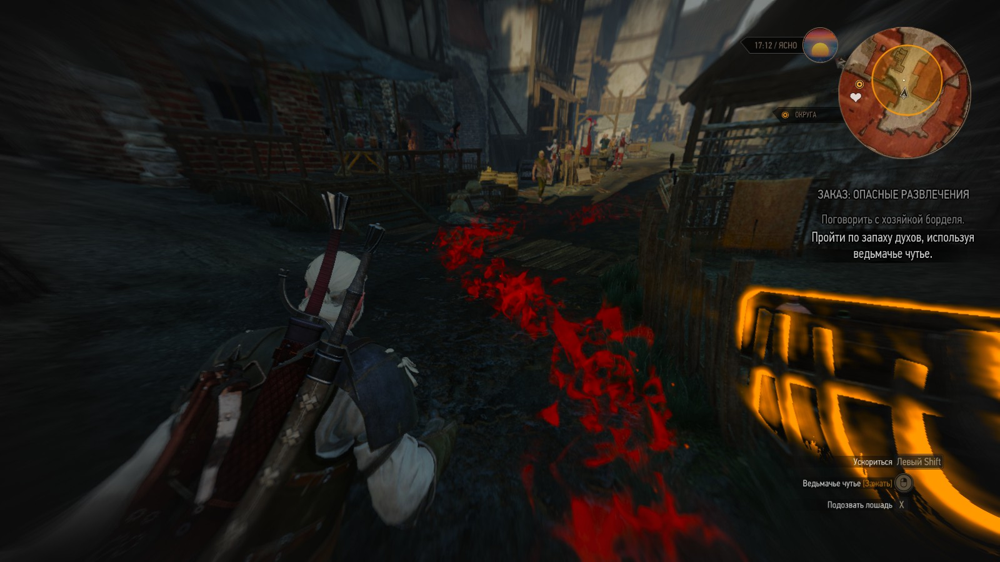 17:12 / ЯСНО
ОКРУГА
ЗАКАЗ: ОПАСНЫЕ РАЗВЛЕЧЕНИЯ
Поговорить с хозяйкой борделя.
Пройти по запаху духов, используя
ведьмачье чутье.
Ускориться Левый Shift
Ведьмачье чутье [Зажать]
Подозвать лошадь X